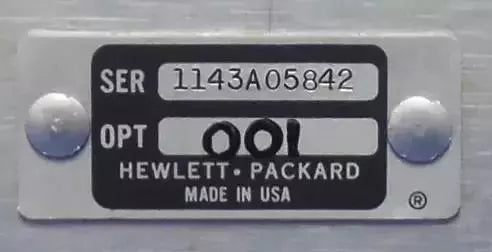 SER 1143A05842
OPT 001
HEWLETT · PACKARD
MADE IN USA
®